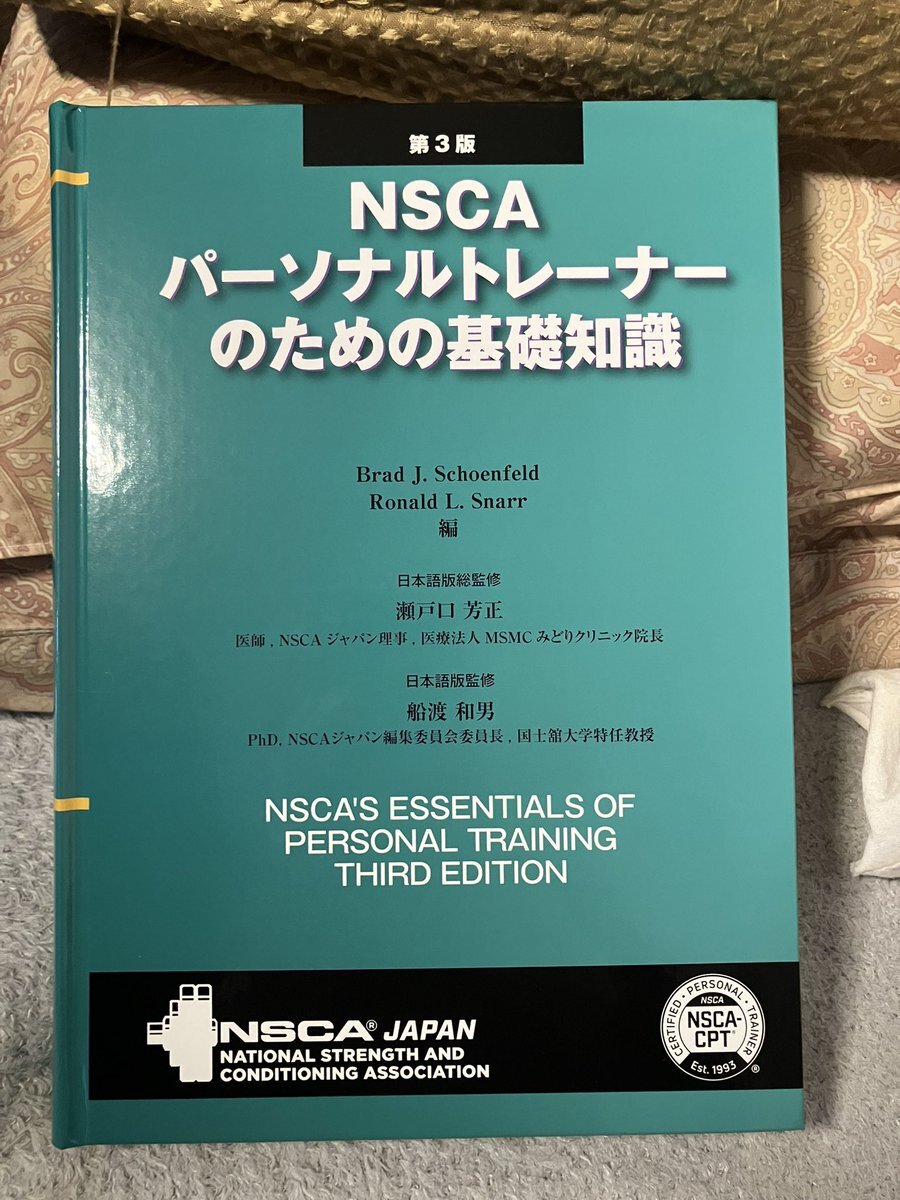 第3版
NSCA
パーソナルトレーナー
のための基礎知識
Brad J. Schoenfeld
Ronald L. Snarr
編
日本語版総監修
瀬戸口 芳正
医師, NSCA ジャパン理事, 医療法人 MSMC みどりクリニック院長
日本語版監修
船渡 和男
PhD, NSCAジャパン編集委員会委員長, 国士舘大学特任教授
NSCA'S ESSENTIALS OF
PERSONAL TRAINING
THIRD EDITION
NSCA® JAPAN
NATIONAL STRENGTH AND
CONDITIONING ASSOCIATION
CERTIFIED • PERSONAL • TRAINER
NSCA
NSCA-
CPT®
Est. 1993
®